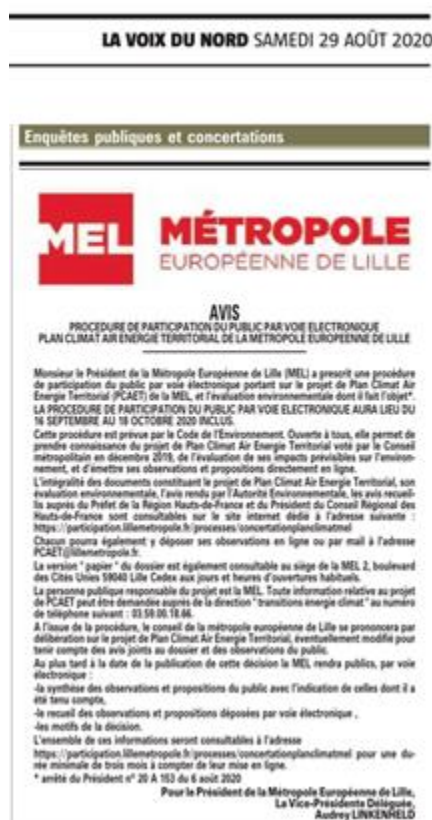 LA VOIX DU NORD SAMEDI 29 AOÛT 2020
Enquêtes publiques et concertations
MEL
MÉTROPOLE
EUROPÉENNE DE LILLE
AVIS
PROCEDURE DE PARTICIPATION DU PUBLIC PAR VOIE ELECTRONIQUE
PLAN CLIMAT AIR ENERGIE TERRITORIAL DE LA METROPOLE EUROPEENNE DE LILLE
Monsieur le Président de la Métropole Européenne de Lille (MEL) a prescrit une procédure
de participation du public par voie électronique portant sur le projet de Plan Climat Air
Energie Territorial (PCAET) de la MEL, et l'évaluation environnementale dont il fait l'objet*.
LA PROCEDURE DE PARTICIPATION DU PUBLIC PAR VOIE ELECTRONIQUE AURA LIEU DU
16 SEPTEMBRE AU 18 OCTOBRE 2020 INCLUS.
Cette procédure est prévue par le Code de l'Environnement. Ouverte à tous, elle permet de
prendre connaissance du projet de Plan Climat Air Energie Territorial voté par le Conseil
métropolitain en décembre 2019, de l'évaluation de ses impacts prévisibles sur l'environ-
nement, et d'émettre ses observations et propositions directement en ligne.
L'intégralité des documents constituant le projet de Plan Climat Air Energie Territorial, son
évaluation environnementale, l'avis rendu par l'Autorité Environnementale, les avis recueil-
lis auprès du Préfet de la Région Hauts-de-France et du Président du Conseil Régional des
Hauts-de-France sont consultables sur le site internet dédié à l'adresse suivante :
https://participation.lillemetropole.fr/processes/concertationplanclimatmel
Chacun pourra également y déposer ses observations en ligne ou par mail à l'adresse
PCAET@lillemetropole.fr.
La version " papier " du dossier est également consultable au siège de la MEL 2, boulevard
des Cités Unies 59040 Lille Cedex aux jours et heures d'ouvertures habituels.
La personne publique responsable du projet est la MEL. Toute information relative au projet
de PCAET peut être demandée auprès de la direction " transitions énergie climat " au numéro
de téléphone suivant : 03.59.00.18.66.
A l'issue de la procédure, le conseil de la métropole européenne de Lille se prononcera par
délibération sur le projet de Plan Climat Air Energie Territorial, éventuellement modifié pour
tenir compte des avis joints au dossier et des observations du public.
Au plus tard à la date de la publication de cette décision la MEL rendra publics, par voie
électronique :
-la synthèse des observations et propositions du public avec l'indication de celles dont il a
été tenu compte,
-le recueil des observations et propositions déposées par voie électronique ,
-les motifs de la décision.
L'ensemble de ces informations seront consultables à l'adresse
https://participation.lillemetropole.fr/processes/concertationplanclimatmel pour une du-
rée minimale de trois mois à compter de leur mise en ligne.
* arrêté du Président n° 20 A 153 du 6 août 2020
Pour le Président de la Métropole Européenne de Lille,
La Vice-Présidente Déléguée,
Audrey LINKENHELD